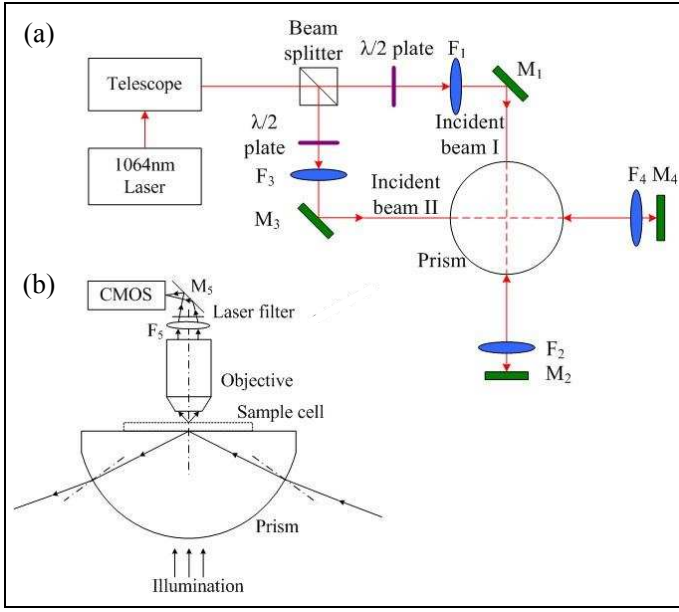 (a)
Beam
splitter
λ/2 plate
F1
M1
Telescope
1064nm
Laser
λ/2
plate
F3
M3
Incident
beam I
Incident
beam II
F4 M4
Prism
F2
M2
(b)
CMOS
M5
Laser filter
F5
Objective
Sample cell
Prism
Illumination